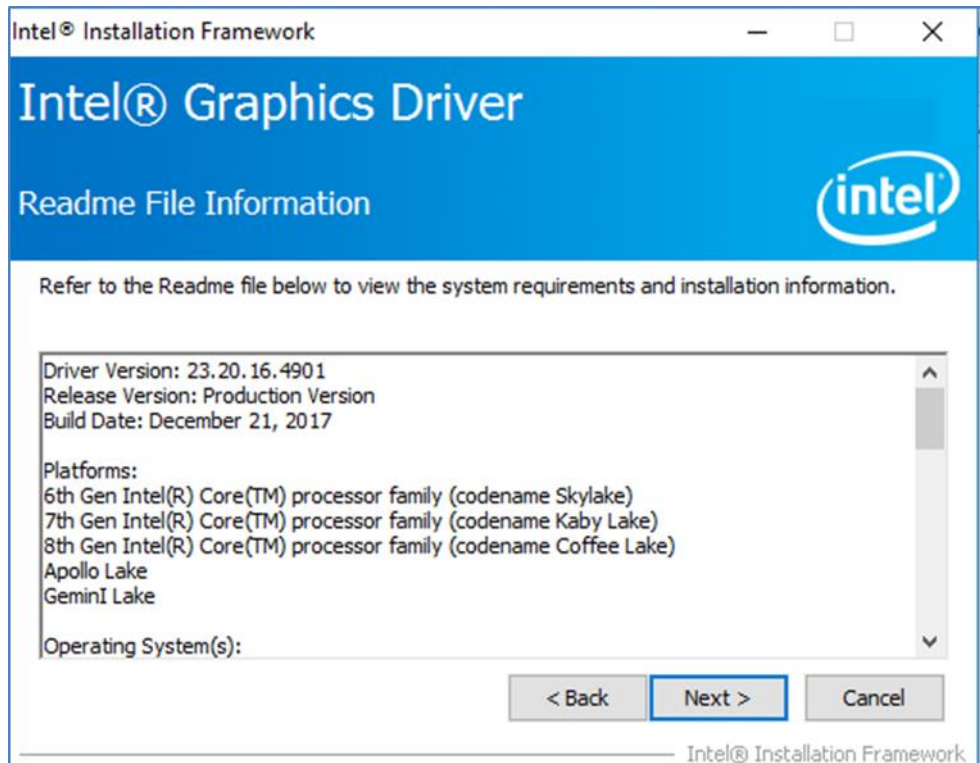 Intel® Installation Framework
Intel® Graphics Driver
Readme File Information
intel
Refer to the Readme file below to view the system requirements and installation information.
Driver Version: 23.20.16.4901
Release Version: Production Version
Build Date: December 21, 2017
Platforms:
6th Gen Intel(R) Core(TM) processor family (codename Skylake)
7th Gen Intel(R) Core(TM) processor family (codename Kaby Lake)
8th Gen Intel(R) Core(TM) processor family (codename Coffee Lake)
Apollo Lake
GeminI Lake
Operating System(s):
< Back Next > Cancel
Intel® Installation Framework